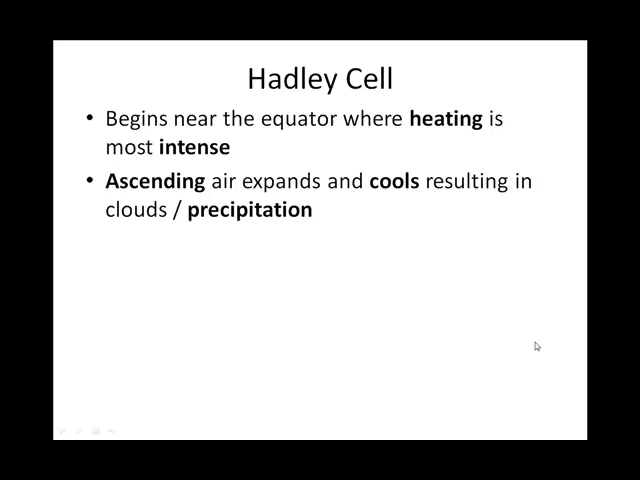 Hadley Cell
• Begins near the equator where heating is
most intense
• Ascending air expands and cools resulting in
clouds / precipitation